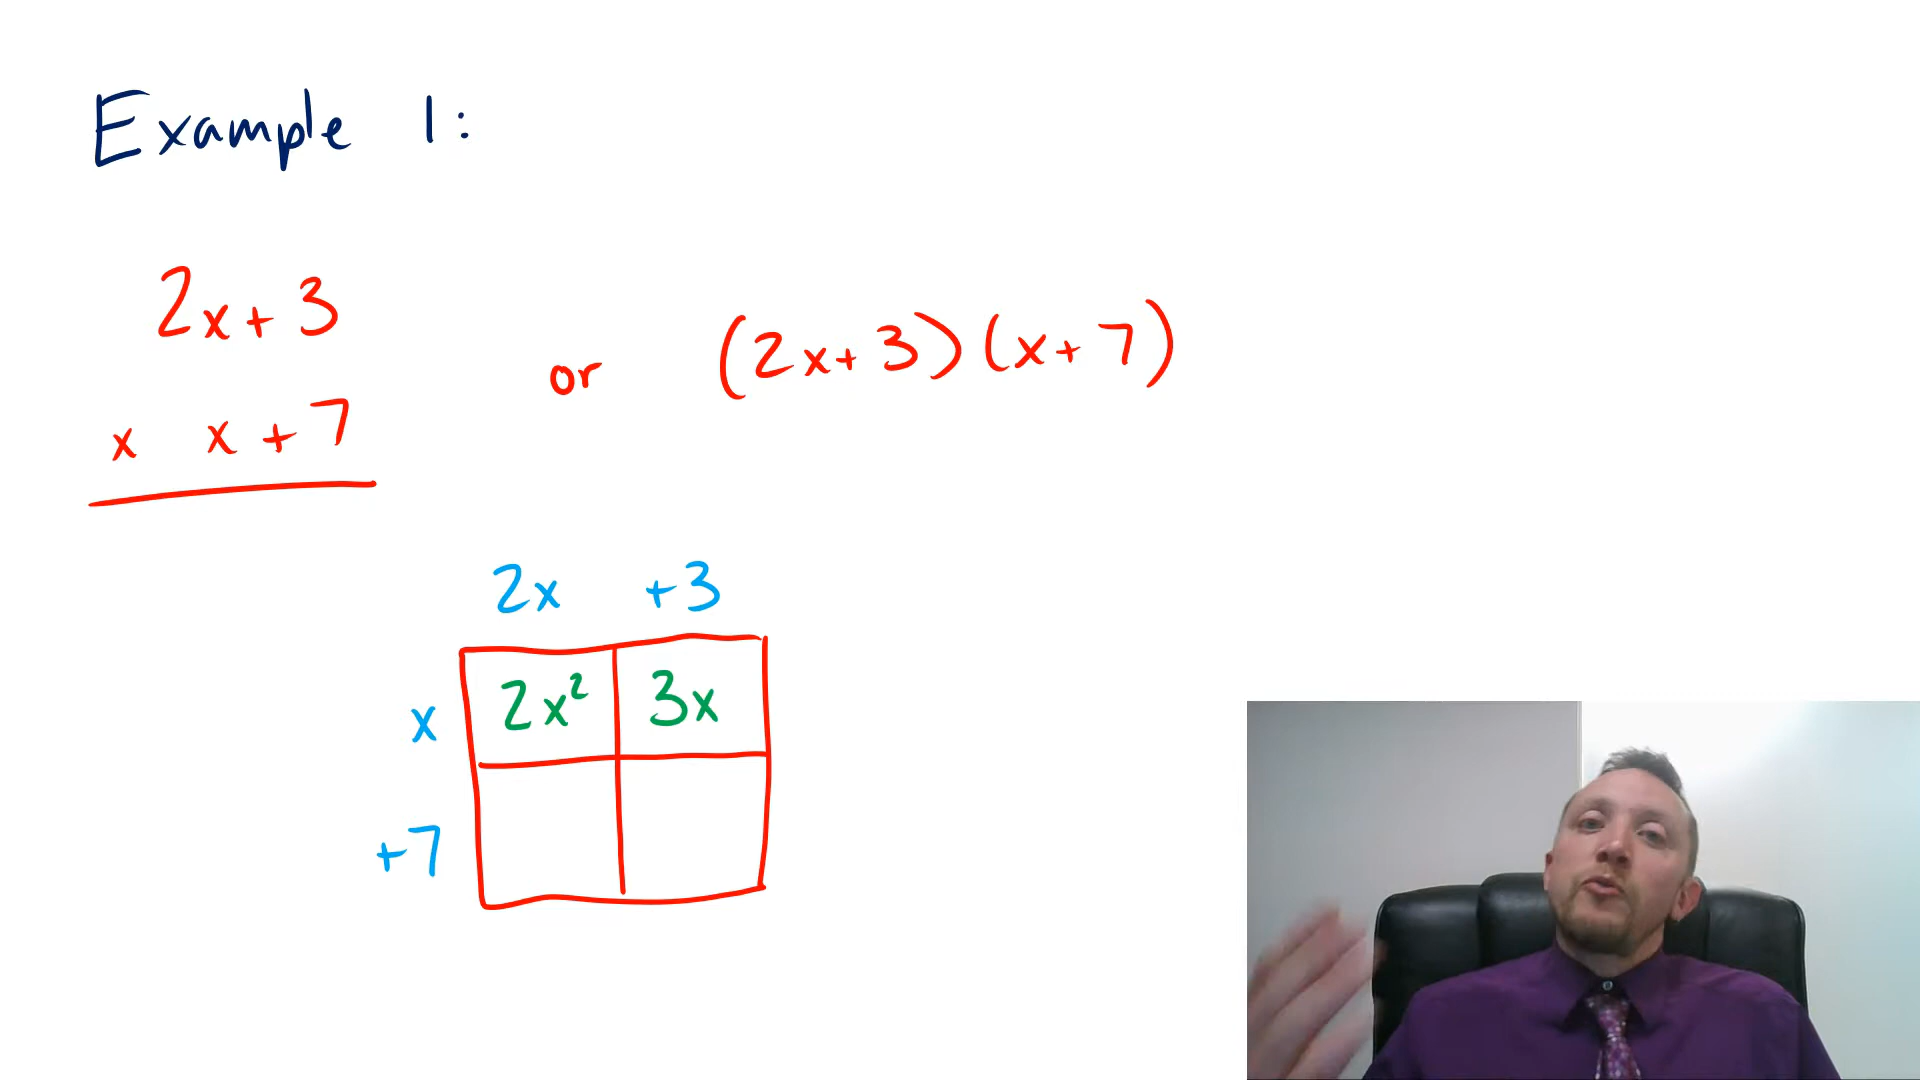 Example 1:
2x+3
x x+7
or (2x+3)(x+7)
2x +3
x 2x² 3x
+7